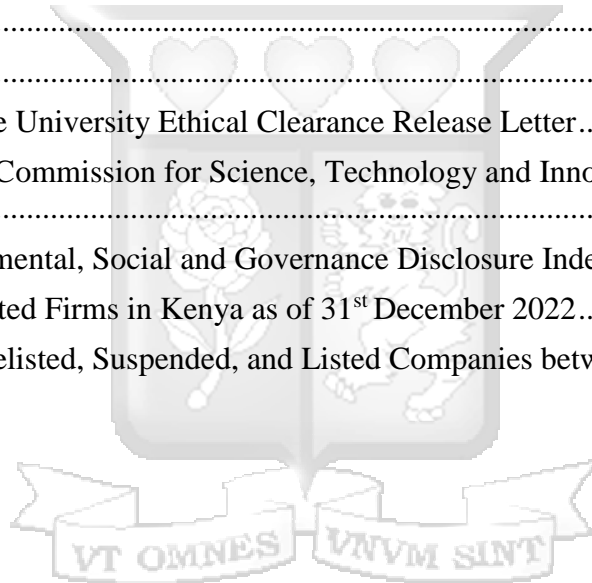 ................................................................
................................................................
e University Ethical Clearance Release Letter..
Commission for Science, Technology and Inno
................................................................
mental, Social and Governance Disclosure Inde
ted Firms in Kenya as of 31st December 2022..
elisted, Suspended, and Listed Companies betw
VT OMNES VNVM SINT